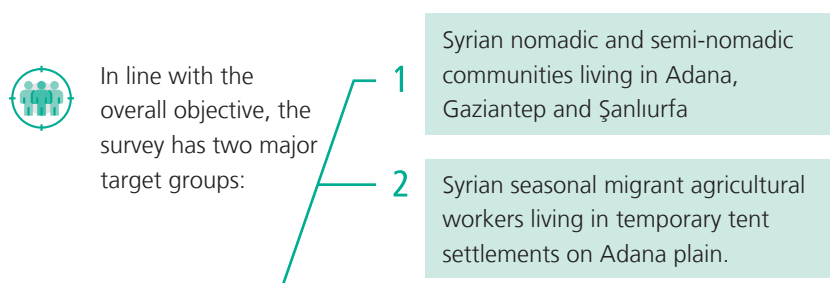 In line with the
overall objective, the
survey has two major
target groups:
1
Syrian nomadic and semi-nomadic
communities living in Adana,
Gaziantep and Şanlıurfa
2
Syrian seasonal migrant agricultural
workers living in temporary tent
settlements on Adana plain.